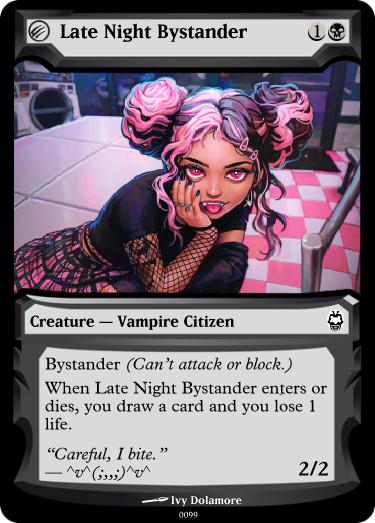 Late Night Bystander 1
Creature — Vampire Citizen
Bystander (Can't attack or block.)
When Late Night Bystander enters or
dies, you draw a card and you lose 1
life.
“Careful, I bite.”
— ^v^(;,,;)^v^
2/2
Ivy Dolamore
0099